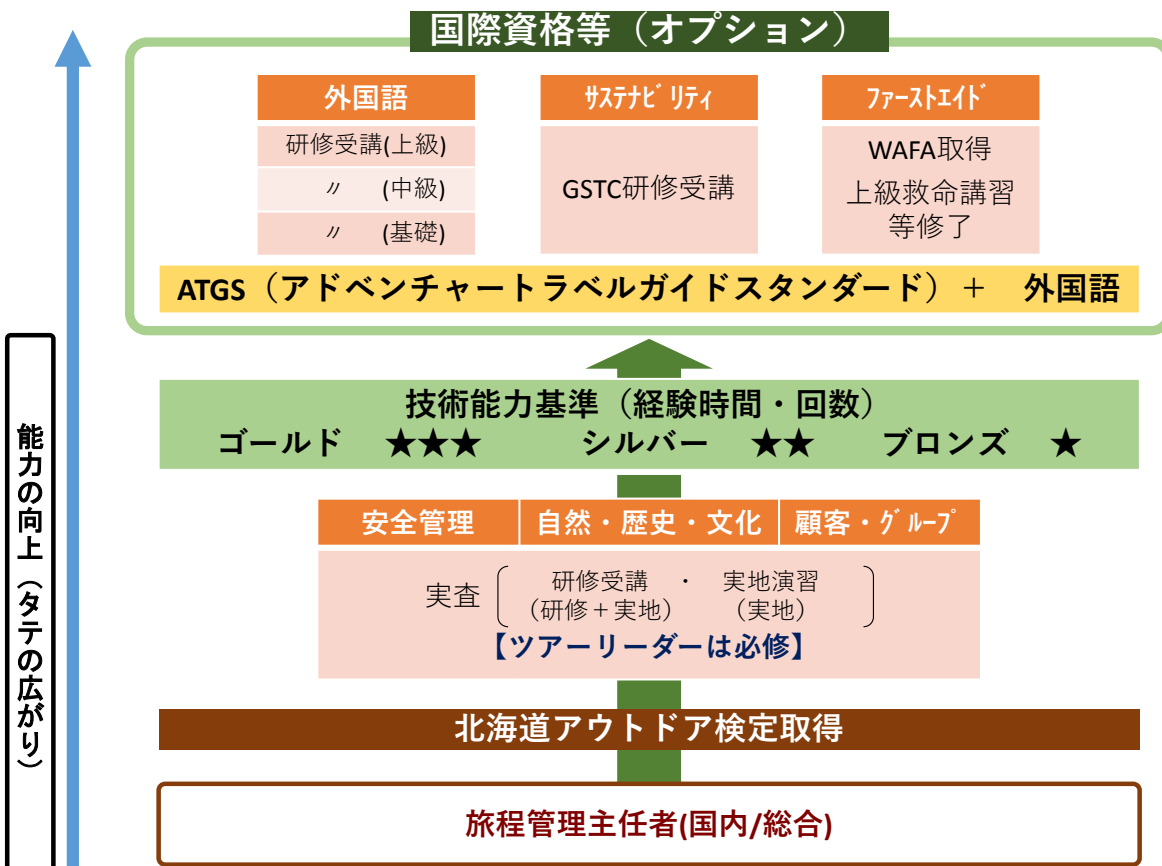 国際資格等（オプション）
外国語
サステナビリティ
ファーストエイド
研修受講(上級)
〃 (中級)
〃 (基礎)
GSTC研修受講
WAFA取得
上級救命講習
等修了
ATGS（アドベンチャートラベルガイドスタンダード）＋ 外国語
能力の向上（タテの広がり）
技術能力基準（経験時間・回数）
ゴールド ★★★ シルバー ★★ ブロンズ ★
安全管理
自然・歴史・文化
顧客・グループ
実査
研修受講 ・ 実地演習
(研修＋実地) (実地)
【ツアーリーダーは必修】
北海道アウトドア検定取得
旅程管理主任者(国内/総合)